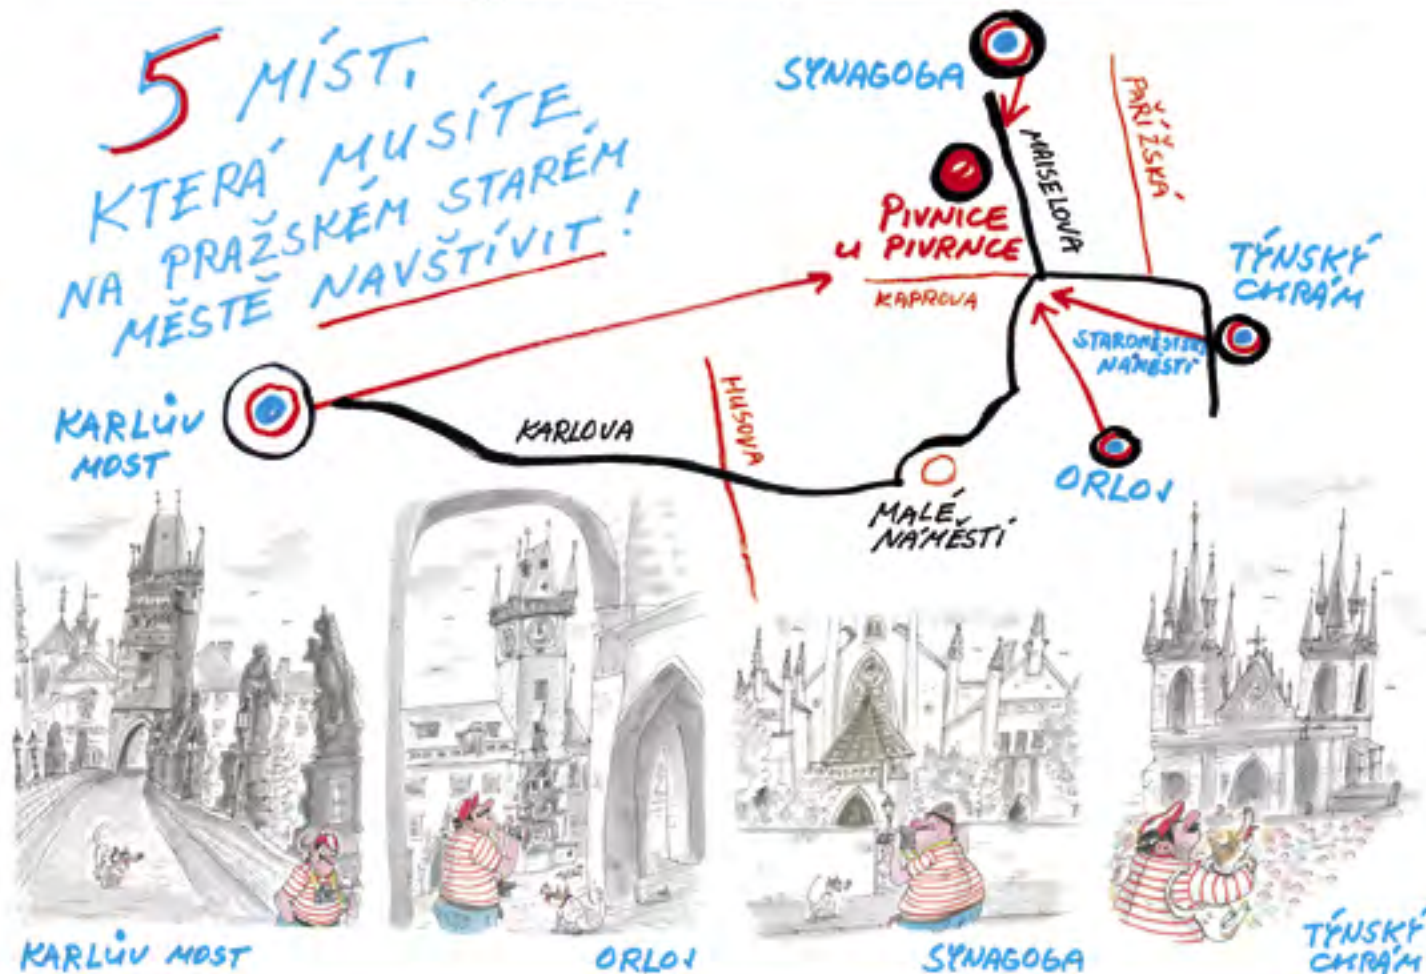 5 MÍST,
KTERÁ MUSÍTE
NA PRAŽSKÉM STARÉM
MĚSTĚ NAVŠTÍVIT!
SYNAGOGA
PAŘÍŽSKÁ
MAISELOVA
PIVNICE
U PIVRNCE
KAPROVA
TÝNSKÝ
CHRÁM
STAROMĚSTSKÉ
NÁMĚSTÍ
KARLŮV
MOST
KARLOVA
HUSOVA
ORLOJ
MALÉ
NÁMĚSTÍ
KARLŮV MOST
ORLOJ
SYNAGOGA
TÝNSKÝ
CHRÁM